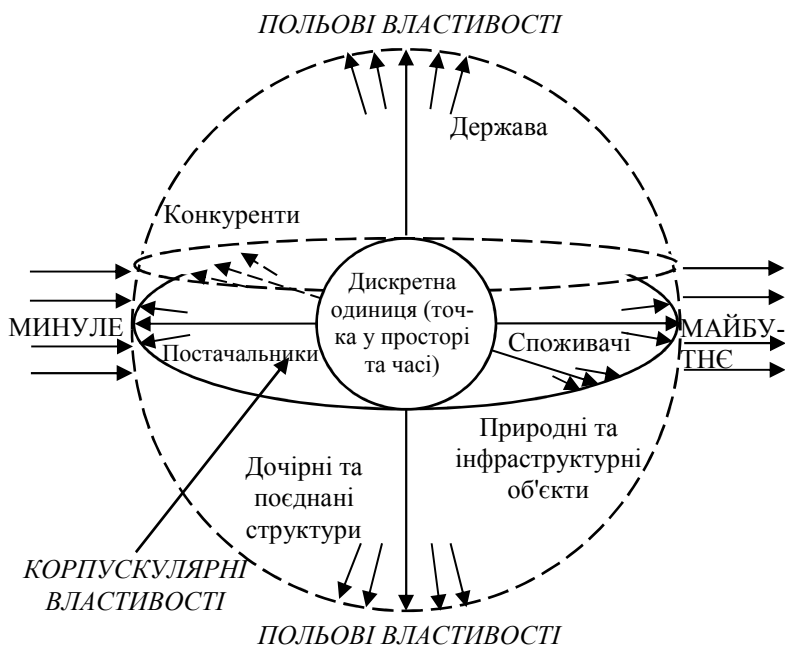 ПОЛЬОВІ ВЛАСТИВОСТІ
Держава
Конкуренти
Дискретна
одиниця (точ-
ка у просторі
та часі)
МИНУЛЕ
МАЙБУ-
ТНЄ
Постачальники
Споживачі
Природні та
інфраструктурні
об'єкти
Дочірні та
поєднані
структури
КОРПУСКУЛЯРНІ
ВЛАСТИВОСТІ
ПОЛЬОВІ ВЛАСТИВОСТІ